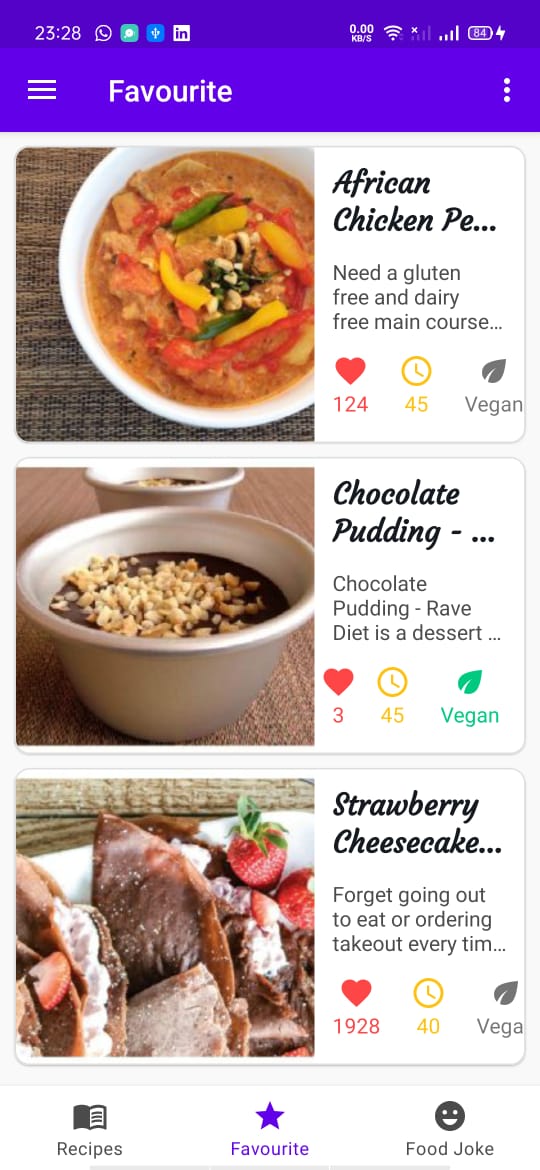 23:28
0.00
KB/S
84
Favourite
African
Chicken Pe...
Need a gluten
free and dairy
free main course...
124 45 Vegan
Chocolate
Pudding - ...
Chocolate
Pudding - Rave
Diet is a dessert ...
3 45 Vegan
Strawberry
Cheesecake...
Forget going out
to eat or ordering
takeout every tim...
1928 40 Vega
Recipes Favourite Food Joke